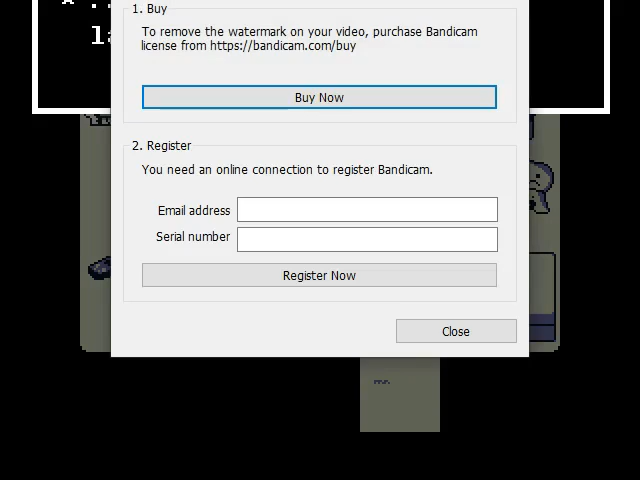 1. Buy
To remove the watermark on your video, purchase Bandicam
license from https://bandicam.com/buy
Buy Now
2. Register
You need an online connection to register Bandicam.
Email address
Serial number
Register Now
Close